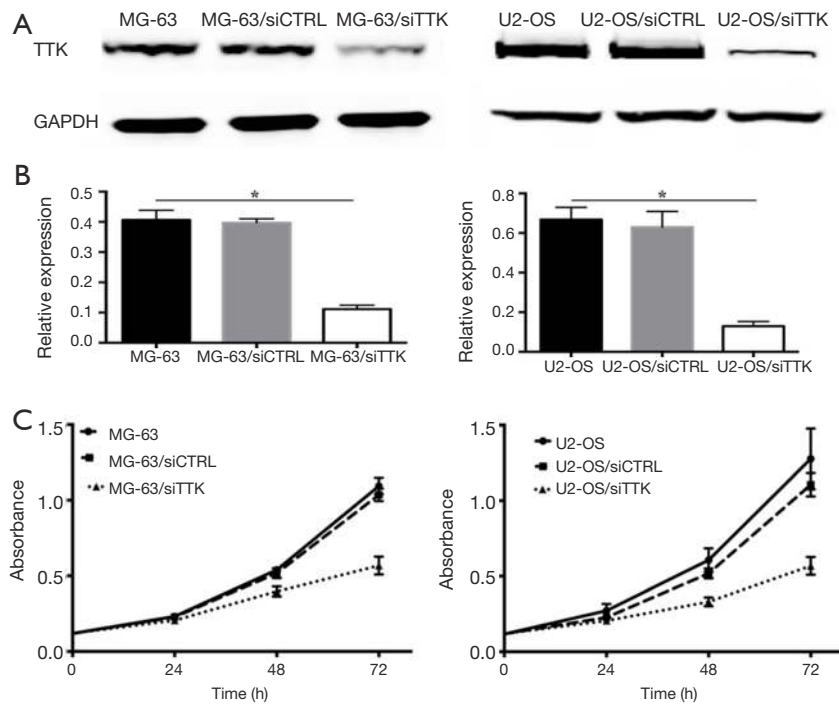 A
MG-63 MG-63/siCTRL MG-63/siTTK
U2-OS U2-OS/siCTRL U2-OS/siTTK
TTK
GAPDH
B
Relative expression
0.5
0.4
0.3
0.2
0.1
0.0
*
MG-63 MG-63/siCTRL MG-63/siTTK
Relative expression
0.8
0.6
0.4
0.2
0.0
*
U2-OS U2-OS/siCTRL U2-OS/siTTK
C
Absorbance
1.5
1.0
0.5
0.0
MG-63
MG-63/siCTRL
MG-63/siTTK
0 24 48 72
Time (h)
Absorbance
1.5
1.0
0.5
0.0
U2-OS
U2-OS/siCTRL
U2-OS/siTTK
0 24 48 72
Time (h)